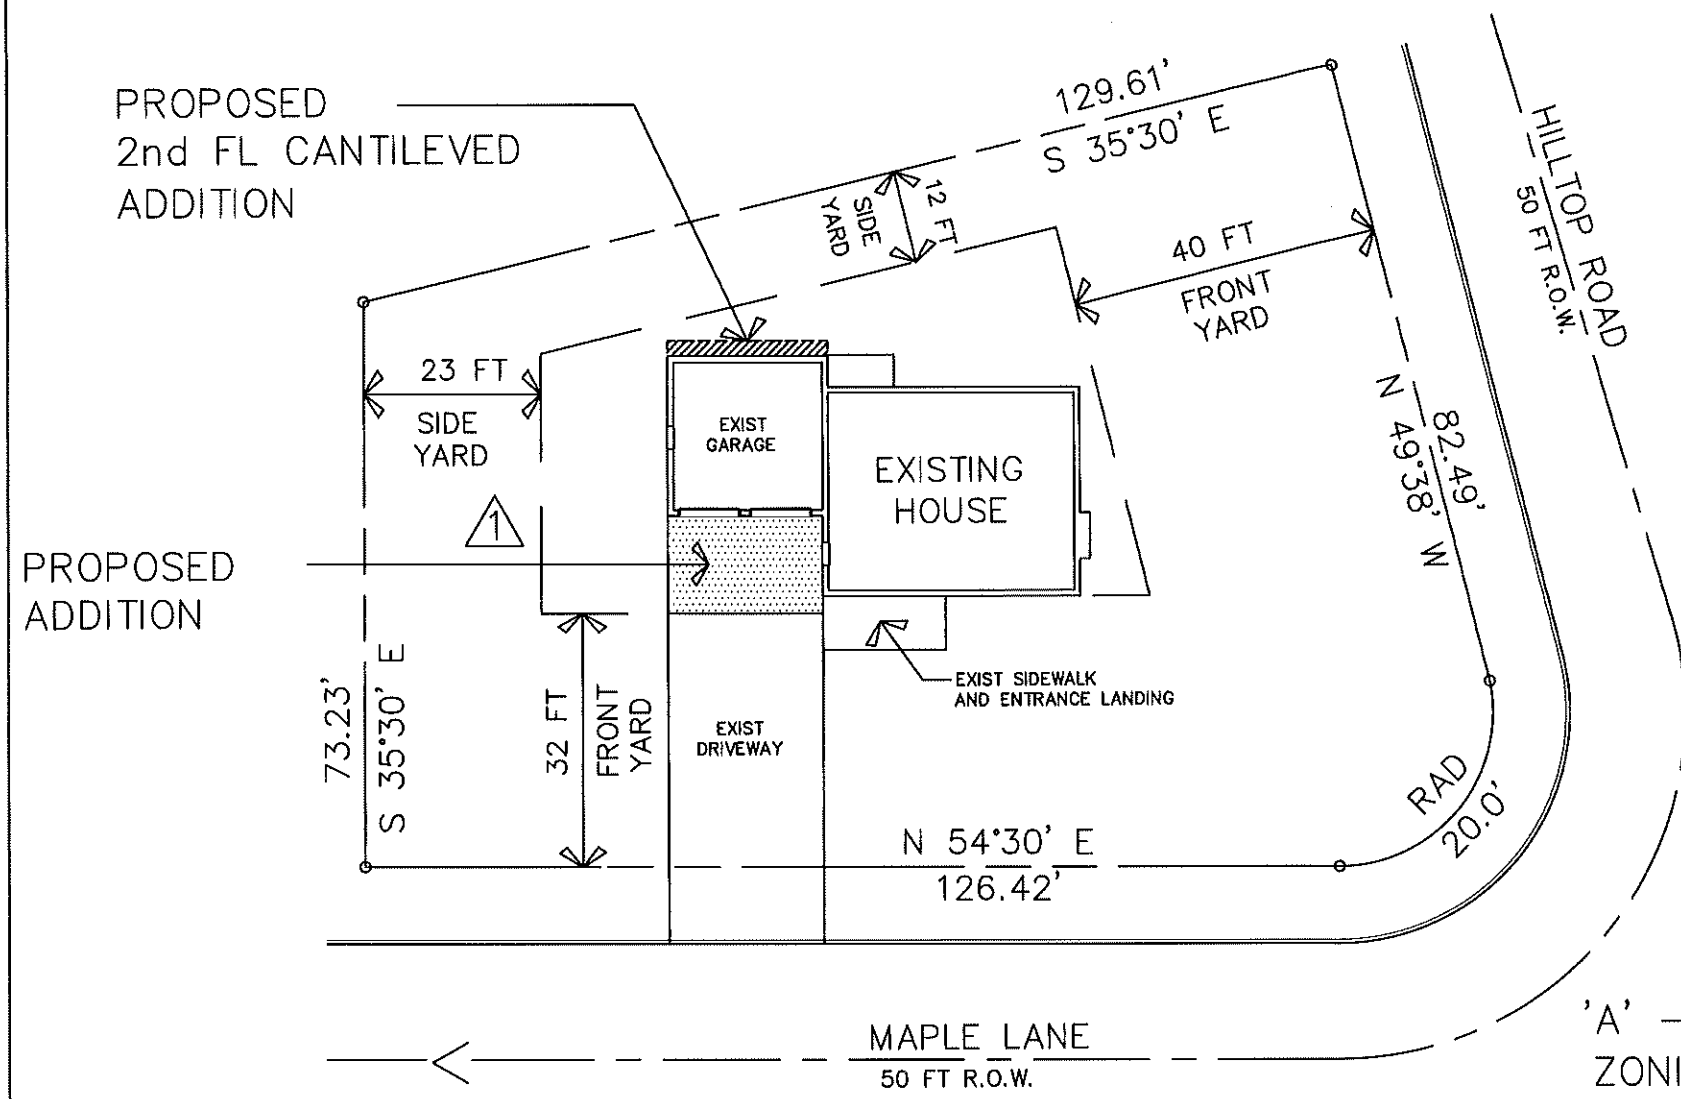 PROPOSED
2nd FL CANTILEVED
ADDITION
129.61'
S 35°30' E
12 FT
SIDE
YARD
40 FT
FRONT
YARD
HILLTOP ROAD
50 FT R.O.W.
23 FT
SIDE
YARD
EXIST
GARAGE
EXISTING
HOUSE
82.49'
N 49°38' W
1
PROPOSED
ADDITION
73.23'
S 35°30' E
32 FT
FRONT
YARD
EXIST
DRIVEWAY
EXIST SIDEWALK
AND ENTRANCE LANDING
RAD
20.0'
N 54°30' E
126.42'
MAPLE LANE
50 FT R.O.W.
'A' –
ZONI